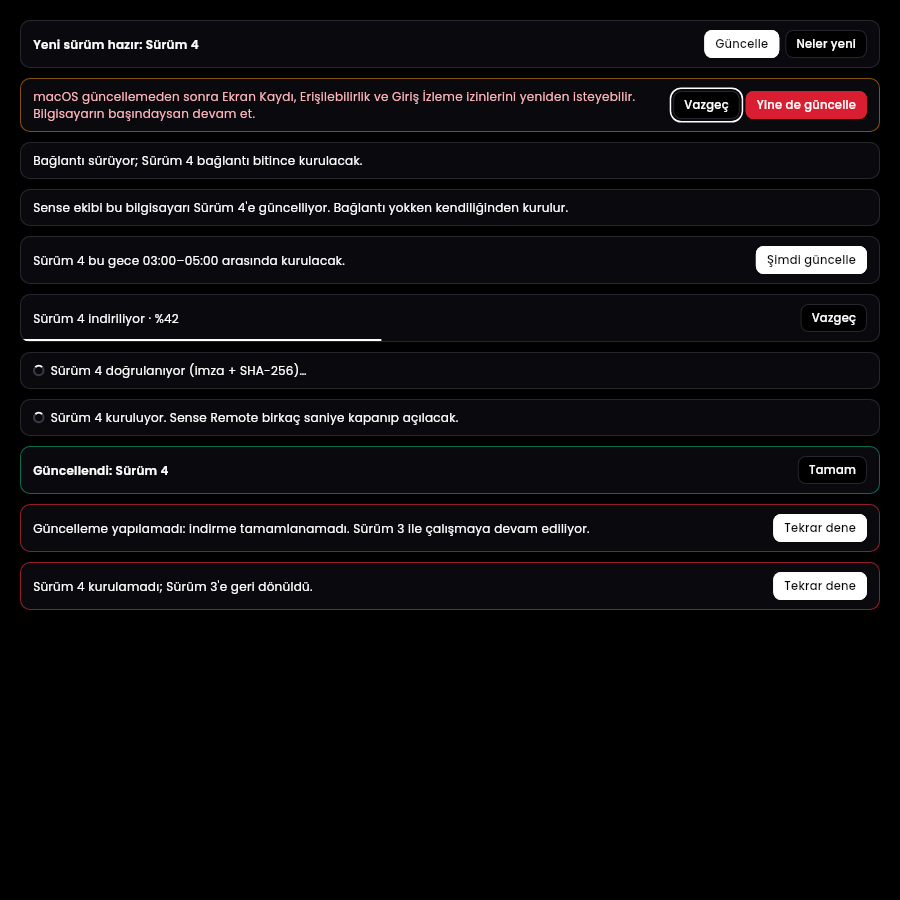 Yeni sürüm hazır: Sürüm 4
Güncelle
Neler yeni
macOS güncellemeden sonra Ekran Kaydı, Erişilebilirlik ve Giriş İzleme izinlerini yeniden isteyebilir.
Bilgisayarın başındaysan devam et.
Vazgeç
Yine de güncelle
Bağlantı sürüyor; Sürüm 4 bağlantı bitince kurulacak.
Sense ekibi bu bilgisayarı Sürüm 4'e güncelliyor. Bağlantı yokken kendiliğinden kurulur.
Sürüm 4 bu gece 03:00–05:00 arasında kurulacak.
Şimdi güncelle
Sürüm 4 indiriliyor · %42
Vazgeç
Sürüm 4 doğrulanıyor (imza + SHA-256)…
Sürüm 4 kuruluyor. Sense Remote birkaç saniye kapanıp açılacak.
Güncellendi: Sürüm 4
Tamam
Güncelleme yapılamadı: indirme tamamlanamadı. Sürüm 3 ile çalışmaya devam ediliyor.
Tekrar dene
Sürüm 4 kurulamadı; Sürüm 3'e geri dönüldü.
Tekrar dene